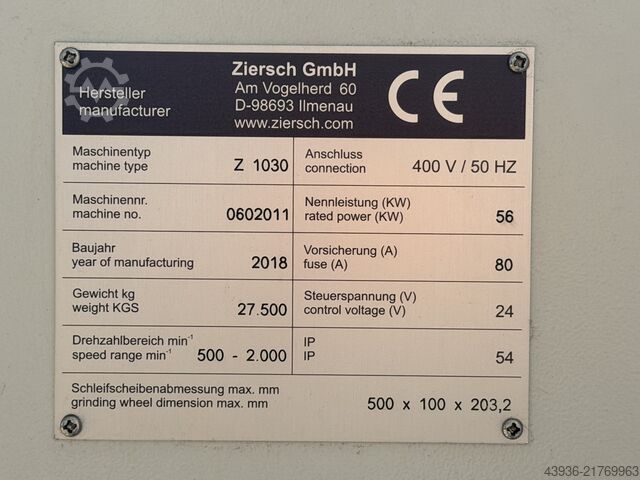 Hersteller
manufacturer
Ziersch GmbH
Am Vogelherd 60
D-98693 Ilmenau
www.ziersch.com
CE
Maschinentyp
machine type Z 1030
Anschluss
connection 400 V / 50 HZ
Maschinennr.
machine no. 0602011
Nennleistung (KW)
rated power (KW) 56
Baujahr
year of manufacturing 2018
Vorsicherung (A)
fuse (A) 80
Gewicht kg
weight KGS 27.500
Steuerspannung (V)
control voltage (V) 24
Drehzahlbereich min⁻¹
speed range min⁻¹ 500 - 2.000
IP
IP 54
Schleifscheibenabmessung max. mm
grinding wheel dimension max. mm 500 x 100 x 203,2
43936-21769963